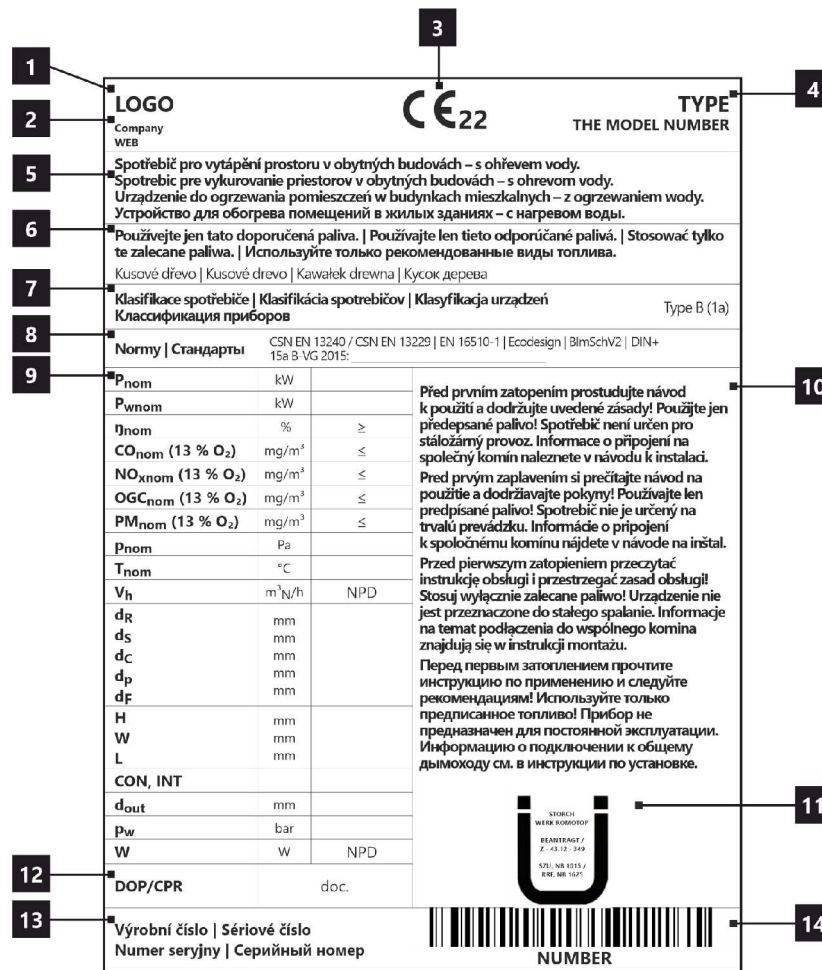 3
1
LOGO
CE22
TYPE
4
2
Company
WEB
THE MODEL NUMBER
5
Spotřebič pro vytápění prostoru v obytných budovách – s ohřevem vody.
Spotrebic pre vykurovanie priestorov v obytných budovách – s ohrevom vody.
Urządzenie do ogrzewania pomieszczeń w budynkach mieszkalnych – z ogrzewaniem wody.
Устройство для обогрева помещений в жилых зданиях – с нагревом воды.
6
Používejte jen tato doporučená paliva. | Používajte len tieto odporúčané palivá. | Stosować tylko
te zalecane paliwa. | Используйте только рекомендованные виды топлива.
Kusové dřevo | Kusové drevo | Kawałek drewna | Кусок дерева
7
Klasifikace spotřebiče | Klasifikácia spotrebičov | Klasyfikacja urządzeń
Классификация приборов
Type B (1a)
8
Normy | Стандарты
CSN EN 13240 / CSN EN 13229 | EN 16510-1 | Ecodesign | BImSchV2 | DIN+
15a B-VG 2015:
9
Pnom kW
Pwnom kW
ηnom % ≥
COnom (13 % O₂) mg/m³ ≤
NOxnom (13 % O₂) mg/m³ ≤
OGCnom (13 % O₂) mg/m³ ≤
PMnom (13 % O₂) mg/m³ ≤
pnom Pa
Tnom °C
Vh m³N/h NPD
dR mm
dS mm
dC mm
dp mm
dF mm
H mm
W mm
L mm
CON, INT
dout mm
pw bar
W W NPD
10
Před prvním zatopením prostudujte návod
k použití a dodržujte uvedené zásady! Použijte jen
předepsané palivo! Spotřebič není určen pro
stáložárný provoz. Informace o připojení na
společný komín naleznete v návodu k instalaci.
Pred prvým zaplavením si prečítajte návod na
použitie a dodržiavajte pokyny! Používajte len
predpísané palivo! Spotrebič nie je určený na
trvalú prevádzku. Informácie o pripojení
k spoločnému komínu nájdete v návode na inštal.
Przed pierwszym zatopieniem przeczytać
instrukcję obsługi i przestrzegać zasad obsługi!
Stosuj wyłącznie zalecane paliwo! Urządzenie nie
jest przeznaczone do stałego spalanie. Informacje
na temat podłączenia do wspólnego komina
znajdują się w instrukcji montażu.
Перед первым затоплением прочтите
инструкцию по применению и следуйте
рекомендациям! Используйте только
предписанное топливо! Прибор не
предназначен для постоянной эксплуатации.
Информацию о подключении к общему
дымоходу см. в инструкции по установке.
11
STORCH
WERK ROMOTOP
BEANTRAGT /
Z - 43.12 - 349
SZU, NB 1015 /
RRF, NB 1625
12
DOP/CPR doc.
13
Výrobní číslo | Sériové číslo
Numer seryjny | Серийный номер
14
NUMBER